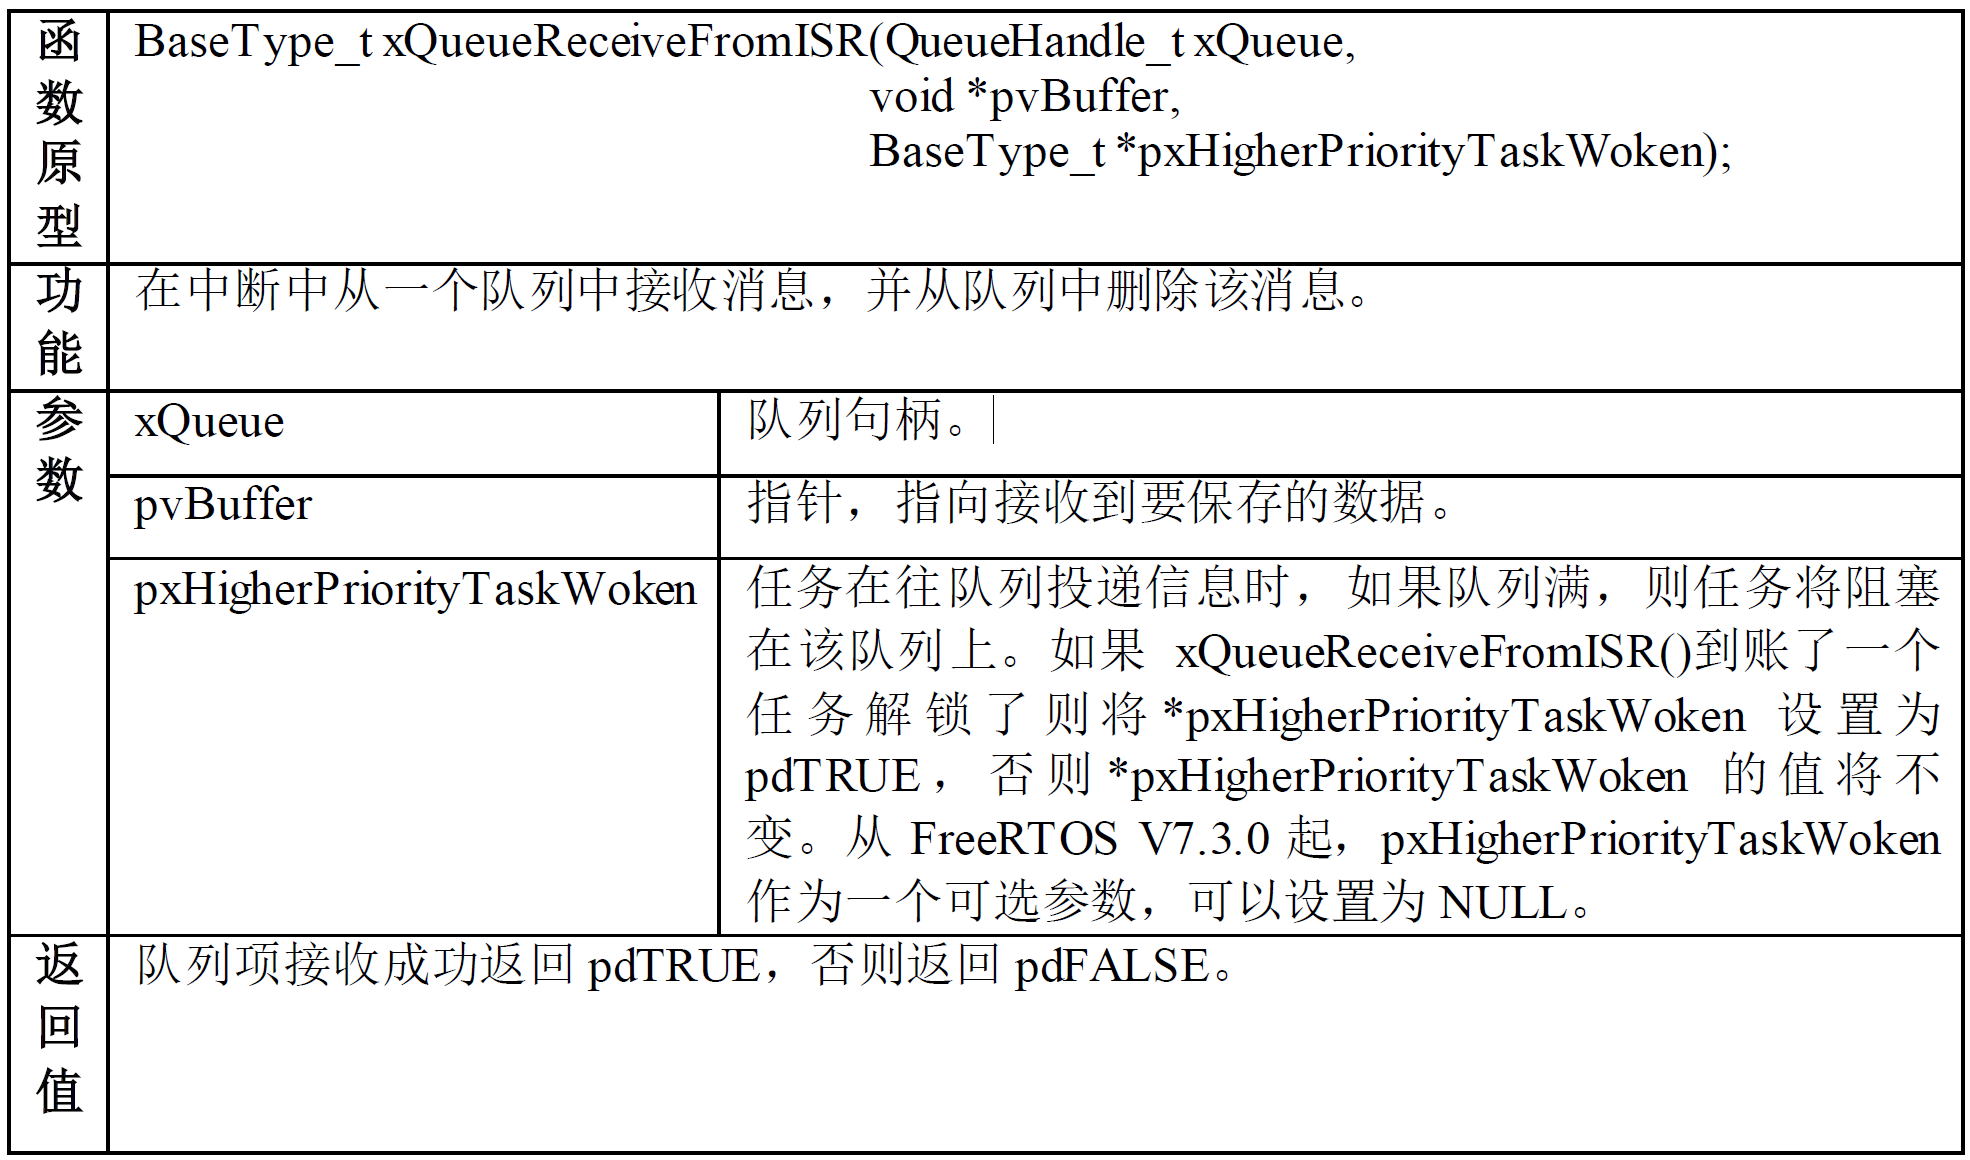 函数原型
BaseType_t xQueueReceiveFromISR(QueueHandle_t xQueue,
void *pvBuffer,
BaseType_t *pxHigherPriorityTaskWoken);
功能
在中断中从一个队列中接收消息，并从队列中删除该消息。
参数
xQueue
队列句柄。
pvBuffer
指针，指向接收到要保存的数据。
pxHigherPriorityTaskWoken
任务在往队列投递信息时，如果队列满，则任务将阻塞
在该队列上。如果 xQueueReceiveFromISR()到账了一个
任务解锁了则将*pxHigherPriorityTaskWoken 设置为
pdTRUE，否则*pxHigherPriorityTaskWoken 的值将不
变。从 FreeRTOS V7.3.0 起，pxHigherPriorityTaskWoken
作为一个可选参数，可以设置为 NULL。
返回值
队列项接收成功返回 pdTRUE，否则返回 pdFALSE。